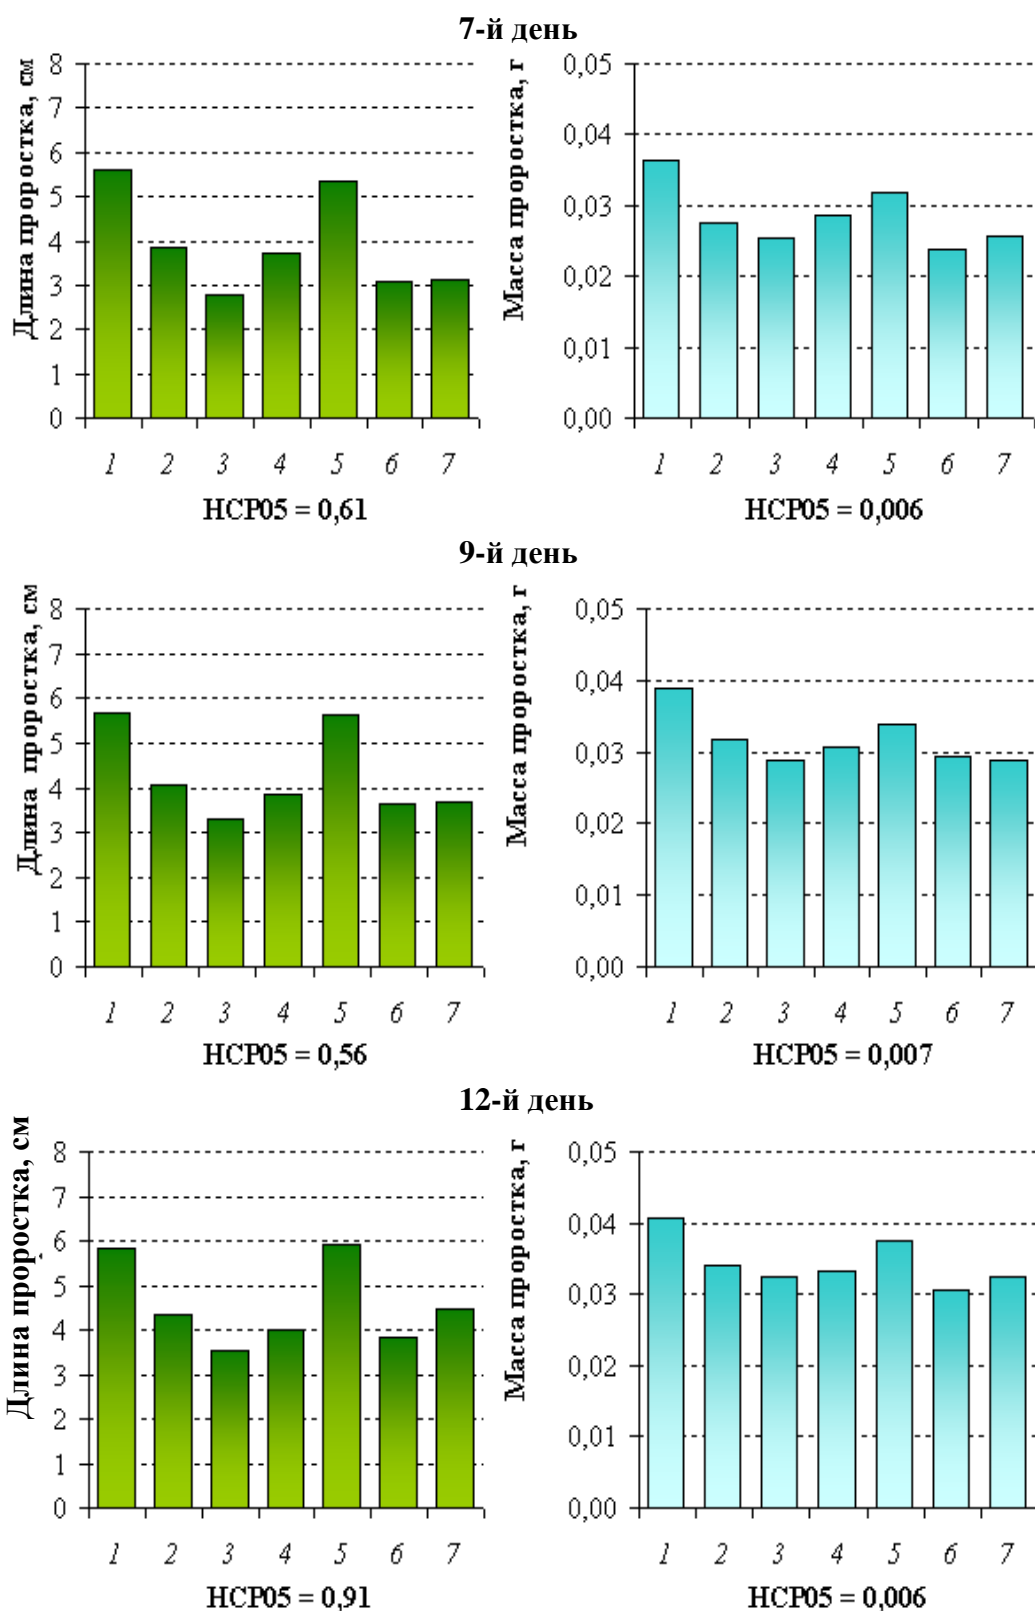 7-й день
Длина проростка, см
8
7
6
5
4
3
2
1
0
1 2 3 4 5 6 7
НСР05 = 0,61
Масса проростка, г
0,05
0,04
0,03
0,02
0,01
0,00
1 2 3 4 5 6 7
НСР05 = 0,006
9-й день
Длина проростка, см
8
7
6
5
4
3
2
1
0
1 2 3 4 5 6 7
НСР05 = 0,56
Масса проростка, г
0,05
0,04
0,03
0,02
0,01
0,00
1 2 3 4 5 6 7
НСР05 = 0,007
12-й день
Длина проростка, см
8
7
6
5
4
3
2
1
0
1 2 3 4 5 6 7
НСР05 = 0,91
Масса проростка, г
0,05
0,04
0,03
0,02
0,01
0,00
1 2 3 4 5 6 7
НСР05 = 0,006